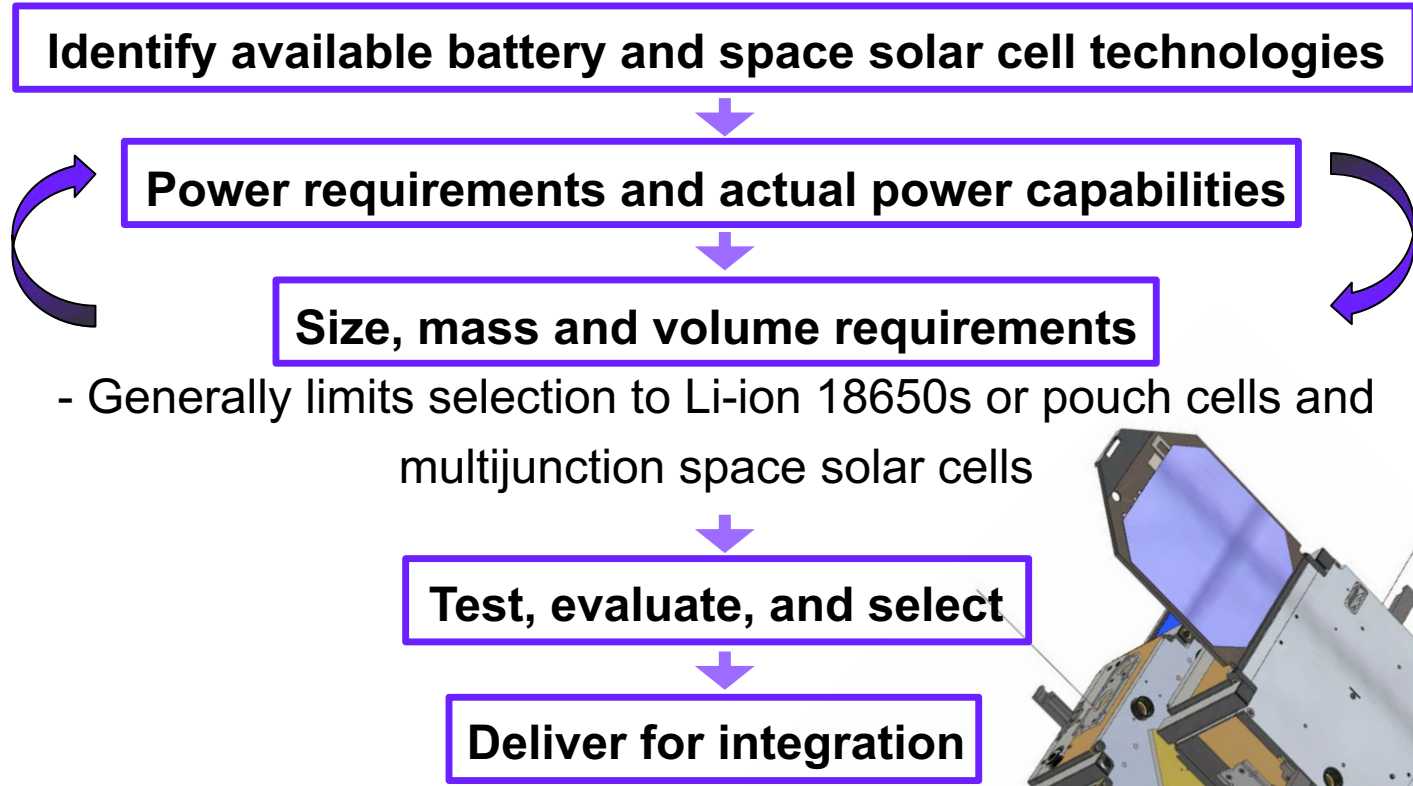 Identify available battery and space solar cell technologies
Power requirements and actual power capabilities
Size, mass and volume requirements
- Generally limits selection to Li-ion 18650s or pouch cells and
multijunction space solar cells
Test, evaluate, and select
Deliver for integration